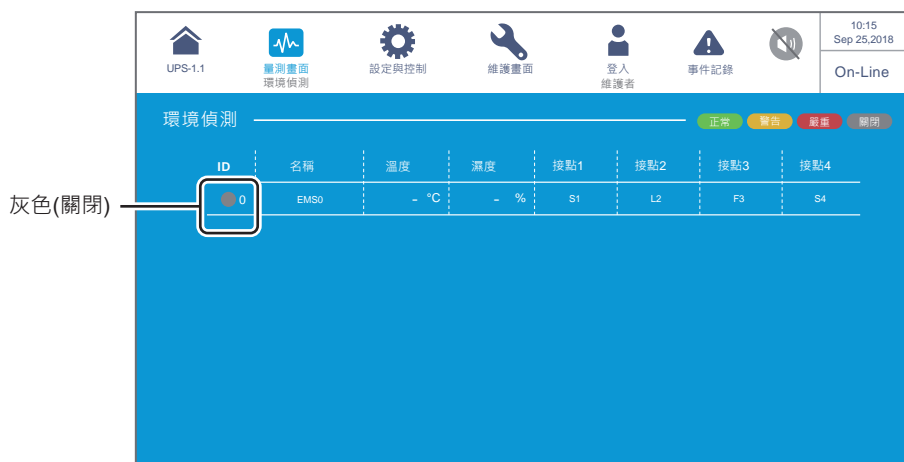 10:15
Sep 25,2018
UPS-1.1
量測畫面
環境偵測
設定與控制
維護畫面
登入
維護者
事件記錄
On-Line
環境偵測
正常 警告 嚴重 關閉
ID 名稱 溫度 濕度 接點1 接點2 接點3 接點4
0 EMS0 - °C - % S1 L2 F3 S4
灰色(關閉)